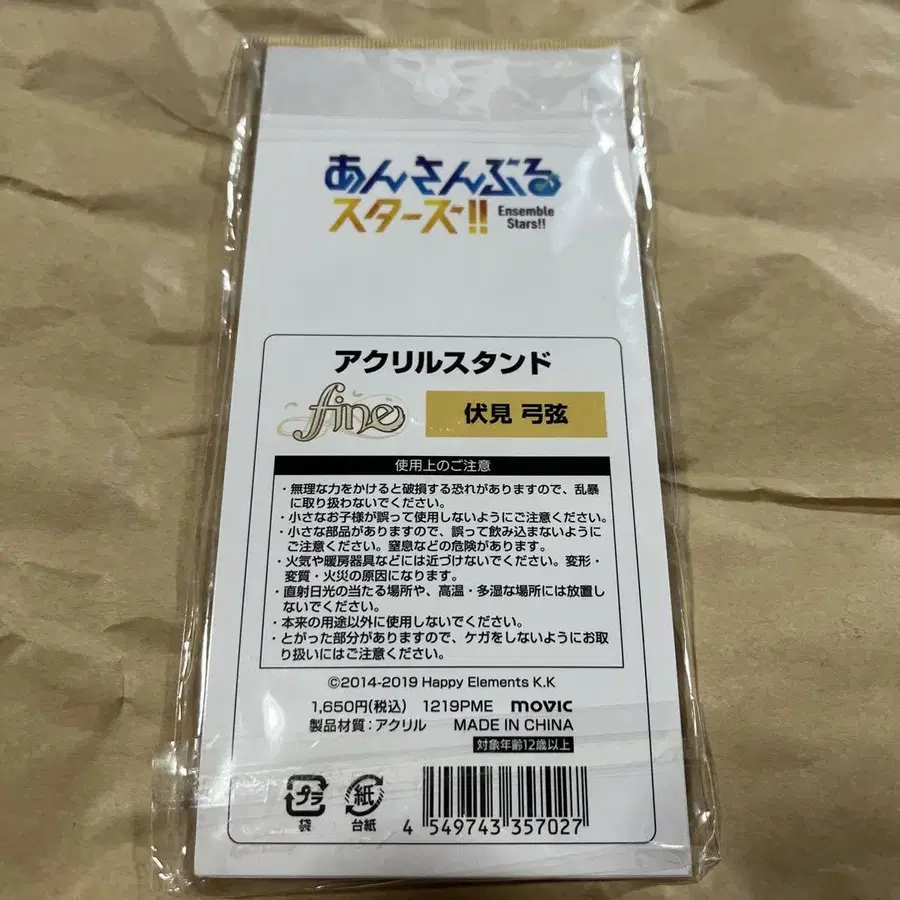 あんさんぶる
スターズ!!
Ensemble
Stars!!
アクリルスタンド
fine
伏見 弓弦
使用上のご注意
・無理な力をかけると破損する恐れがありますので、乱暴
に取り扱わないでください。
・小さなお子様が誤って使用しないようにご注意ください。
・小さな部品がありますので、誤って飲み込まないように
ご注意ください。窒息などの危険があります。
・火気や暖房器具などには近づけないでください。変形・
変質・火災の原因になります。
・直射日光の当たる場所や、高温・多湿な場所には放置し
ないでください。
・本来の用途以外に使用しないでください。
・とがった部分がありますので、ケガをしないようにお取
り扱いにはご注意ください。
©2014-2019 Happy Elements K.K
1,650円(税込) 1219PME movic
製品材質：アクリル MADE IN CHINA
対象年齢12歳以上
プラ
袋
紙
台紙
4 549743 357027